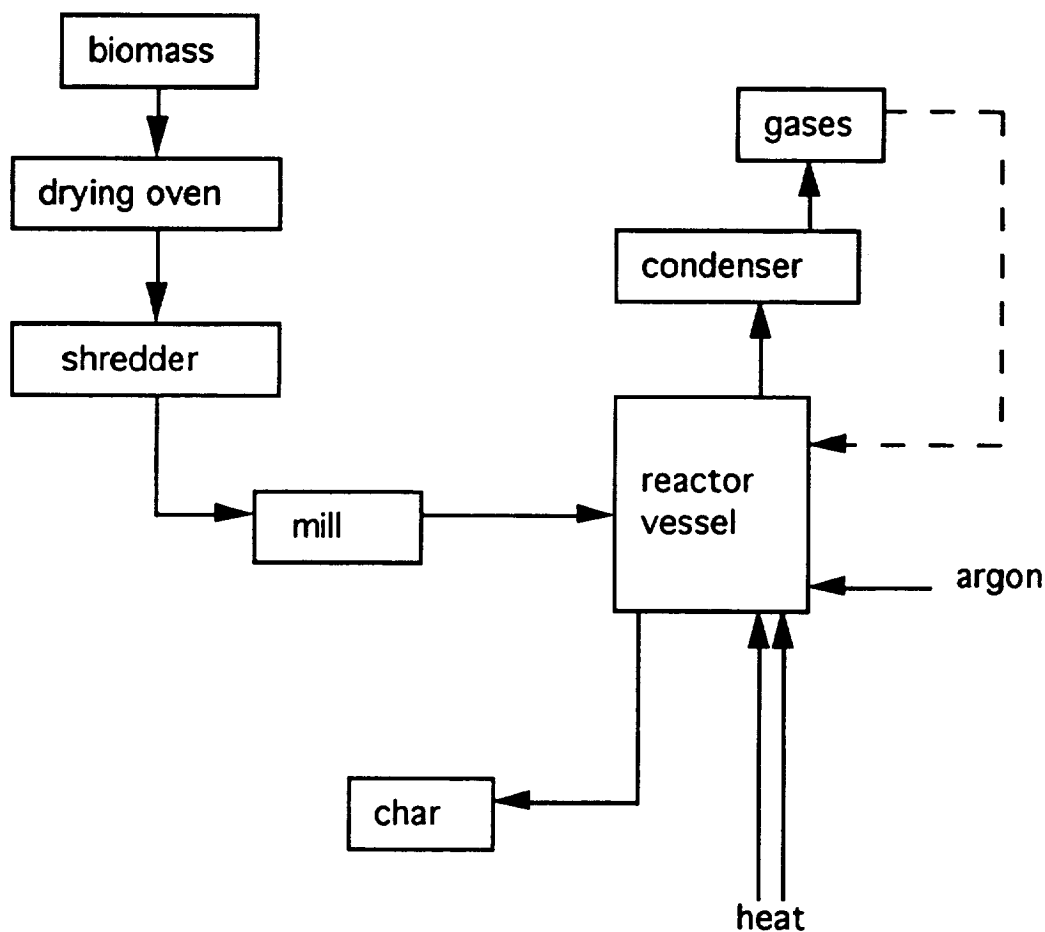 biomass
drying oven
shredder
mill
gases
condenser
reactor
vessel
argon
char
heat